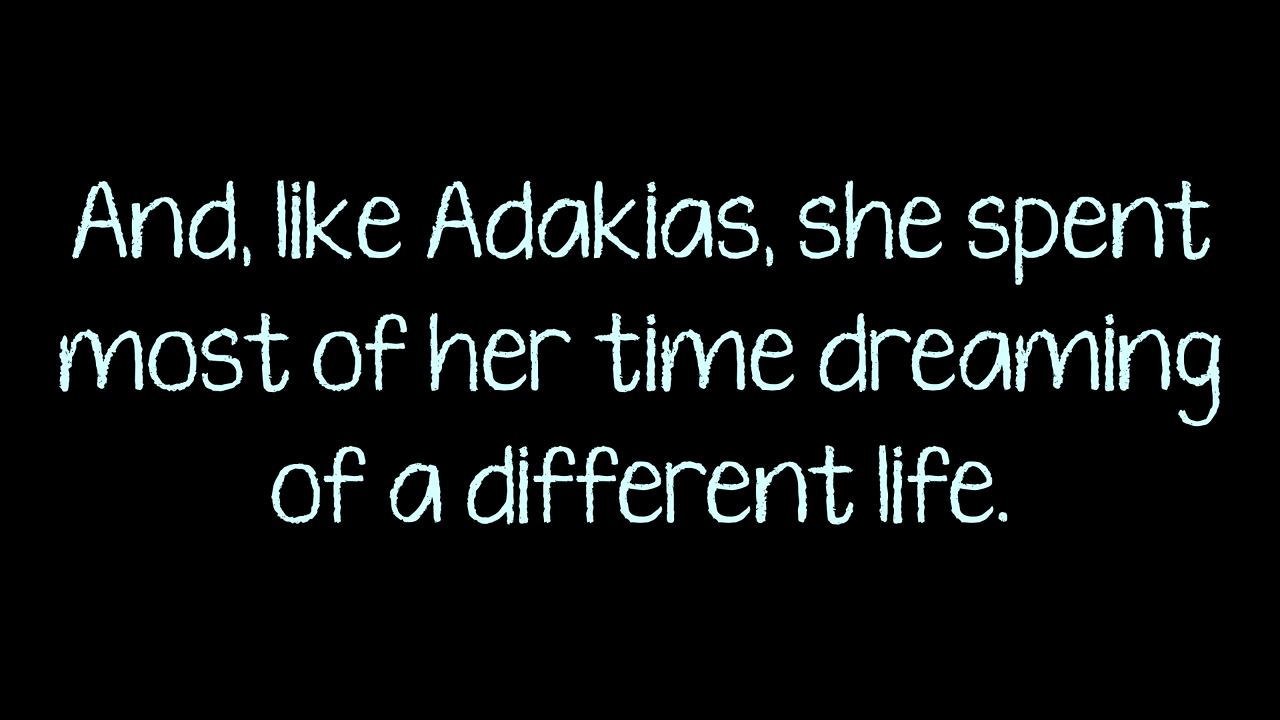 And, like Adakias, she spent
most of her time dreaming
of a different life.